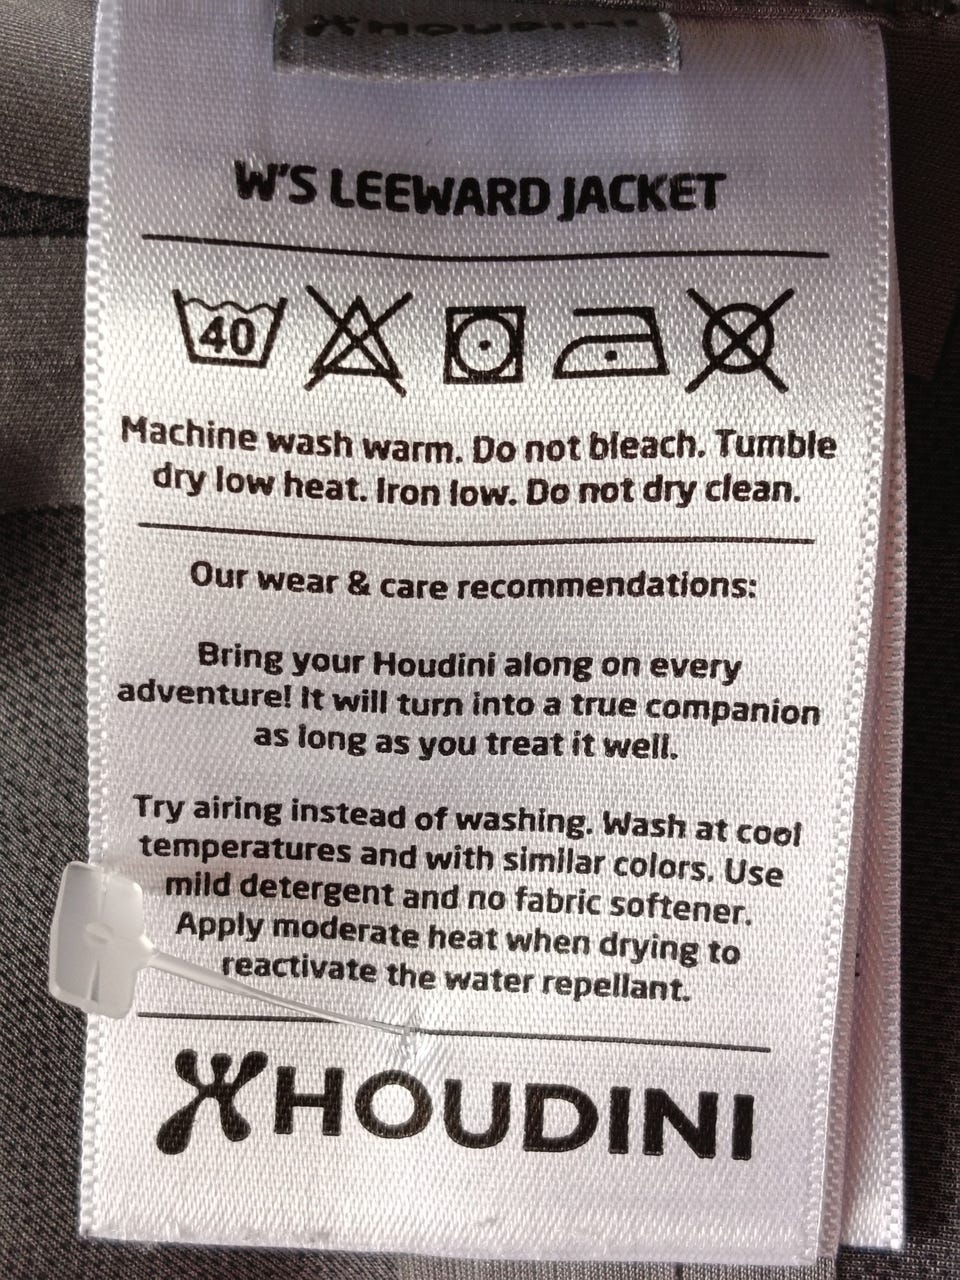 HOUDINI
W'S LEEWARD JACKET
40
Machine wash warm. Do not bleach. Tumble
dry low heat. Iron low. Do not dry clean.
Our wear & care recommendations:
Bring your Houdini along on every
adventure! It will turn into a true companion
as long as you treat it well.
Try airing instead of washing. Wash at cool
temperatures and with similar colors. Use
mild detergent and no fabric softener.
Apply moderate heat when drying to
reactivate the water repellant.
HOUDINI